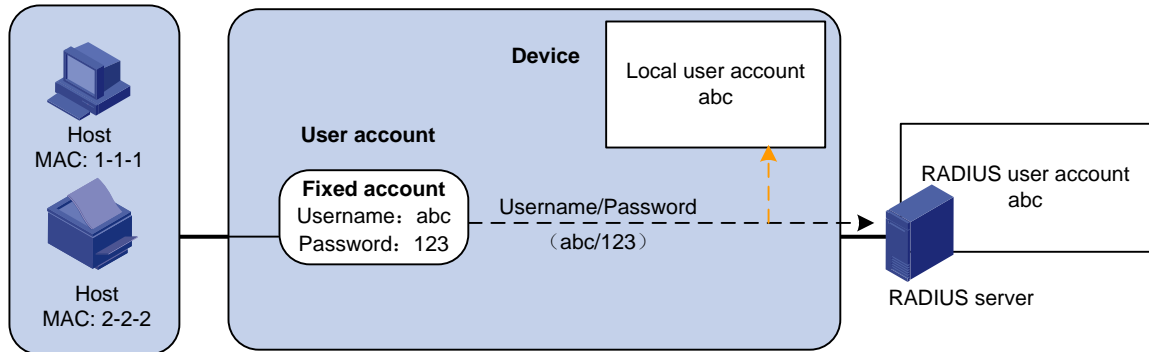 Host
MAC: 1-1-1
Host
MAC: 2-2-2
Device
User account
Fixed account
Username：abc
Password：123
Username/Password
（abc/123）
Local user account
abc
RADIUS user account
abc
RADIUS server